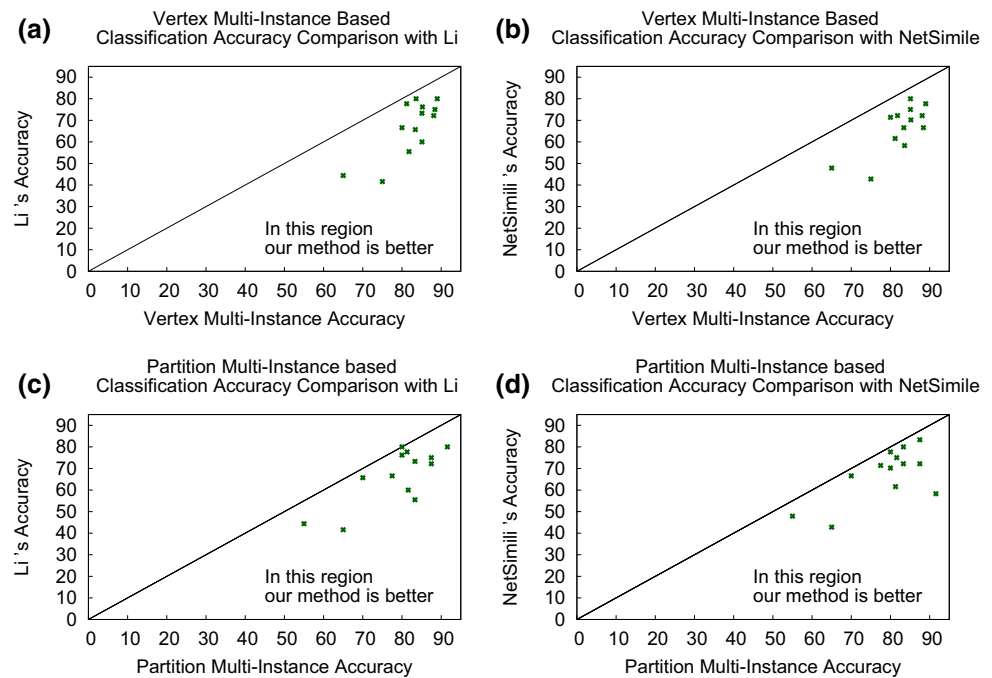 (a)
Vertex Multi-Instance Based
Classification Accuracy Comparison with Li
90
80
70
60
50
40
30
20
10
0
Li 's Accuracy
In this region
our method is better
0 10 20 30 40 50 60 70 80 90
Vertex Multi-Instance Accuracy
(b)
Vertex Multi-Instance Based
Classification Accuracy Comparison with NetSimile
90
80
70
60
50
40
30
20
10
0
NetSimili 's Accuracy
In this region
our method is better
0 10 20 30 40 50 60 70 80 90
Vertex Multi-Instance Accuracy
(c)
Partition Multi-Instance based
Classification Accuracy Comparison with Li
90
80
70
60
50
40
30
20
10
0
Li 's Accuracy
In this region
our method is better
0 10 20 30 40 50 60 70 80 90
Partition Multi-Instance Accuracy
(d)
Partition Multi-Instance based
Classification Accuracy Comparison with NetSimile
90
80
70
60
50
40
30
20
10
0
NetSimili 's Accuracy
In this region
our method is better
0 10 20 30 40 50 60 70 80 90
Partition Multi-Instance Accuracy